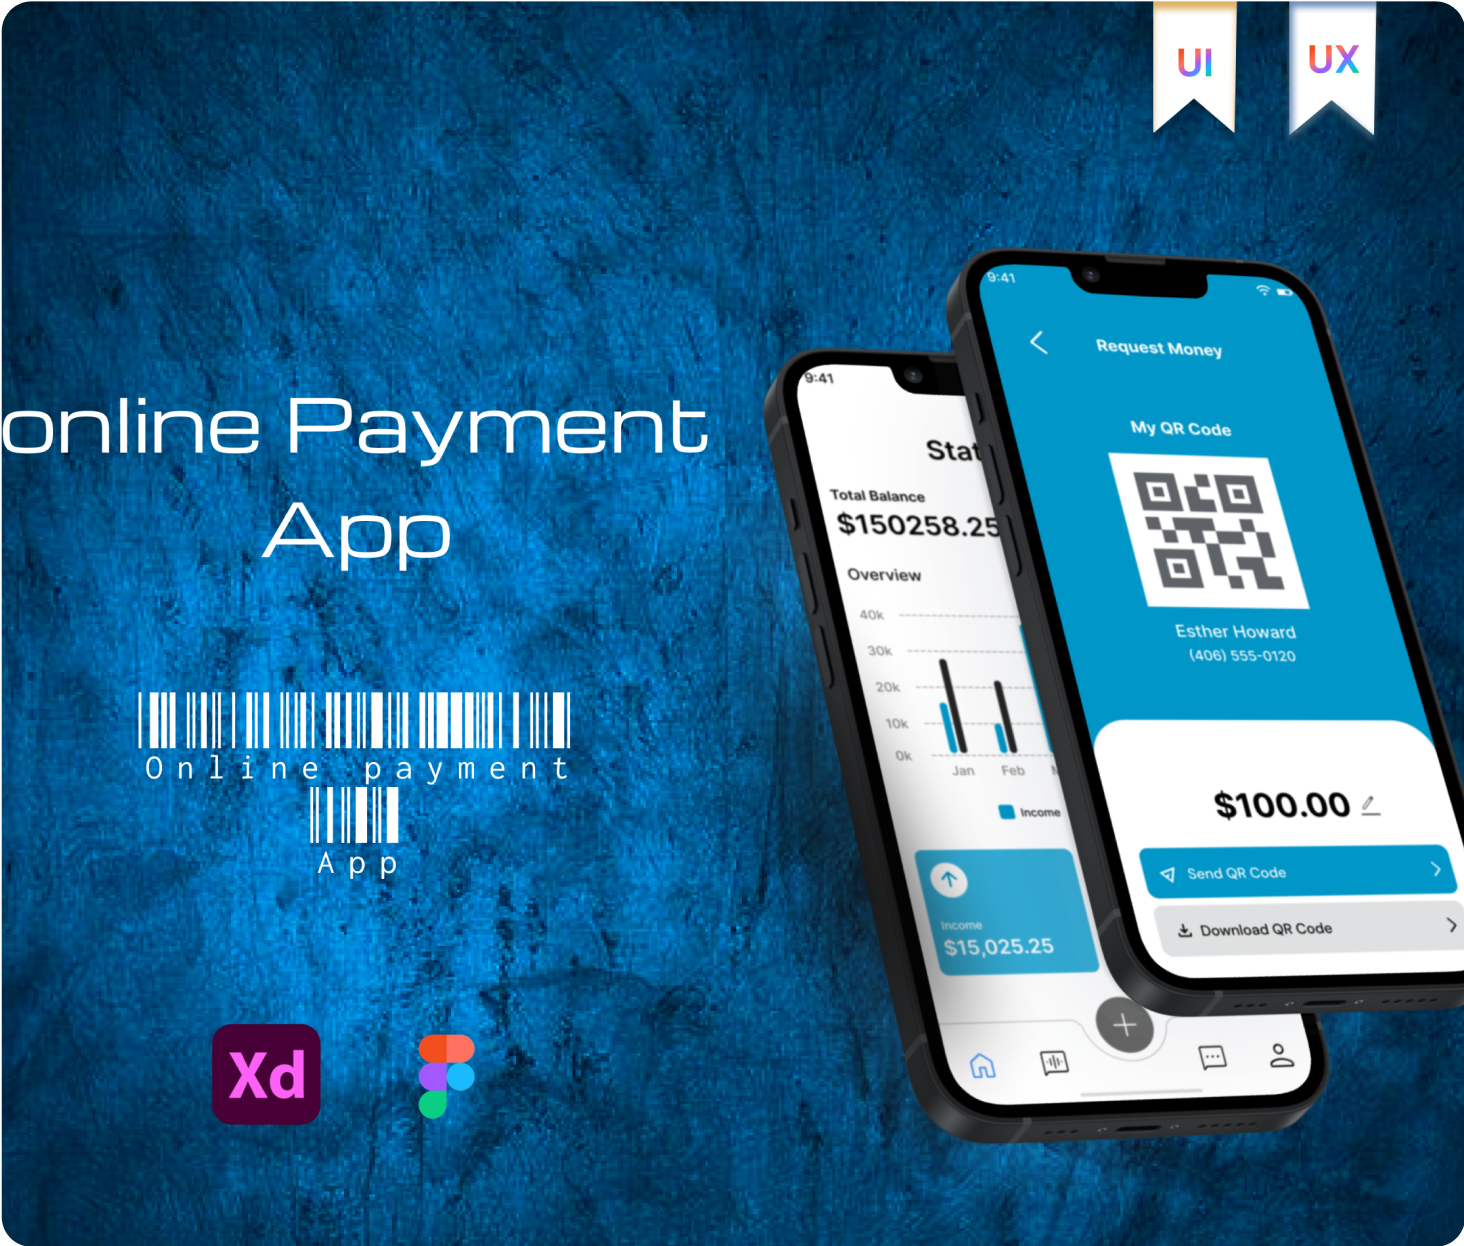 UI
UX
online Payment
App
Online payment
App
Xd
9:41
Stat
Total Balance
$150258.25
Overview
40k
30k
20k
10k
0k
Jan
Feb
Income
Income
$15,025.25
9:41
Request Money
My QR Code
Esther Howard
(406) 555-0120
$100.00
Send QR Code
Download QR Code